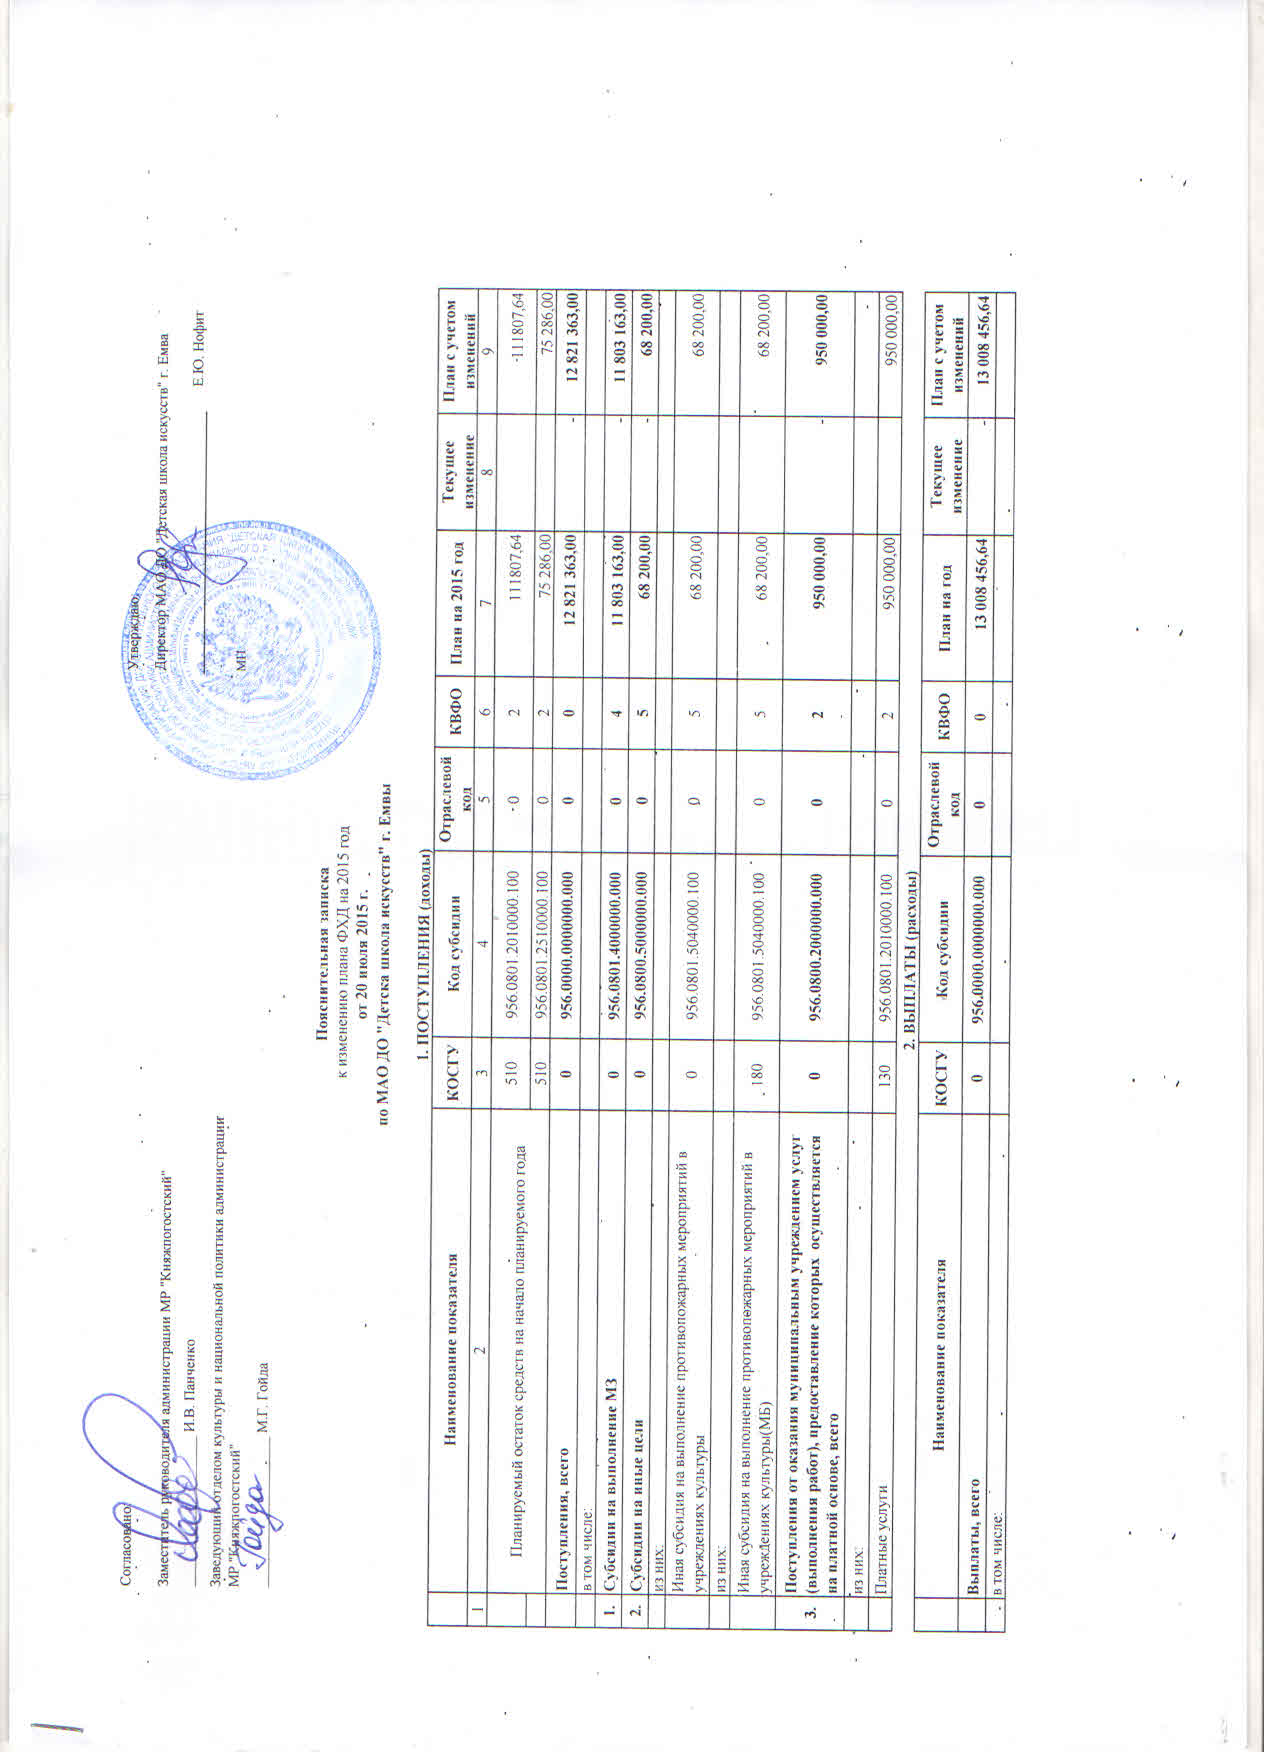 Согласовано:
Заместитель руководителя администрации МР "Княжпогостский"
И.В. Панченко
Заведующий отделом культуры и национальной политики администрации
МР "Княжпогостский"
М.Г. Гойда
Утверждаю:
Директор МАО ДО "Детская школа искусств" г. Емва
Е.Ю. Нофит
МП
Пояснительная записка
к изменению плана ФХД на 2015 год
от 20 июля 2015 г.
по МАО ДО "Детска школа искусств" г. Емвы
1. ПОСТУПЛЕНИЯ (доходы)
Наименование показателя КОСГУ Код субсидии Отраслевой код КВФО План на 2015 год Текущее изменение План с учетом изменений
1 2 3 4 5 6 7 8 9
Планируемый остаток средств на начало планируемого года 510 956.0801.2010000.100 0 2 111807,64 -111807,64
510 956.0801.2510000.100 0 2 75 286,00 75 286,00
Поступления, всего 0 956.0000.0000000.000 0 0 12 821 363,00 - 12 821 363,00
в том числе:
1. Субсидии на выполнение МЗ 0 956.0801.4000000.000 0 4 11 803 163,00 - 11 803 163,00
2. Субсидии на иные цели 0 956.0800.5000000.000 0 5 68 200,00 - 68 200,00
из них:
Иная субсидия на выполнение противопожарных мероприятий в
учреждениях культуры 0 956.0801.5040000.100 0 5 68 200,00 68 200,00
из них:
Иная субсидия на выполнение противопожарных мероприятий в
учреждениях культуры(МБ) 180 956.0801.5040000.100 0 5 68 200,00 68 200,00
Поступления от оказания муниципальным учреждением услуг
3. (выполнения работ), предоставление которых осуществляется
на платной основе, всего 0 956.0800.2000000.000 0 2 950 000,00 - 950 000,00
из них:
Платные услуги 130 956.0801.2010000.100 0 2 950 000,00 950 000,00
2. ВЫПЛАТЫ (расходы)
Наименование показателя КОСГУ Код субсидии Отраслевой код КВФО План на год Текущее изменение План с учетом изменений
Выплаты, всего 0 956.0000.0000000.000 0 0 13 008 456,64 - 13 008 456,64
в том числе: